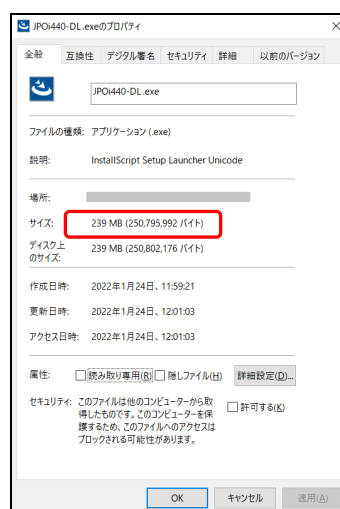 JPOi440-DL .exeのプロパティ
全般 互換性 デジタル署名 セキュリティ 詳細 以前のバージョン
JPOi440-DL .exe
ファイルの種類: アプリケーション (.exe)
説明: InstallScript Setup Launcher Unicode
場所:
サイズ: 239 MB (250,795,992 バイト)
ディスク上
のサイズ: 239 MB (250,802,176 バイト)
作成日時: 2022年1月24日、11:59:21
更新日時: 2022年1月24日、12:01:03
アクセス日時: 2022年1月24日、12:01:03
属性: 読み取り専用(R) 隠しファイル(H) 詳細設定(D)...
セキュリティ: このファイルは他のコンピューターから取
得したものです。このコンピューターを保
護するため、このファイルへのアクセスは
ブロックされる可能性があります。
許可する(K)
OK キャンセル 適用(A)